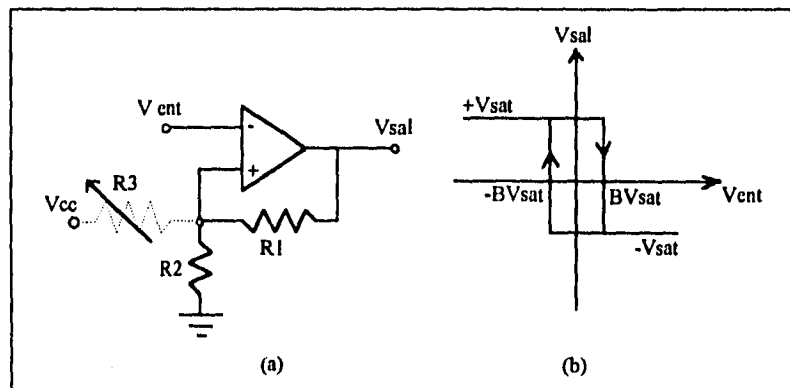 V ent
-
+
Vsal
R3
Vcc
R1
R2
(a)
Vsal
+Vsat
-BVsat
BVsat
Vent
-Vsat
(b)